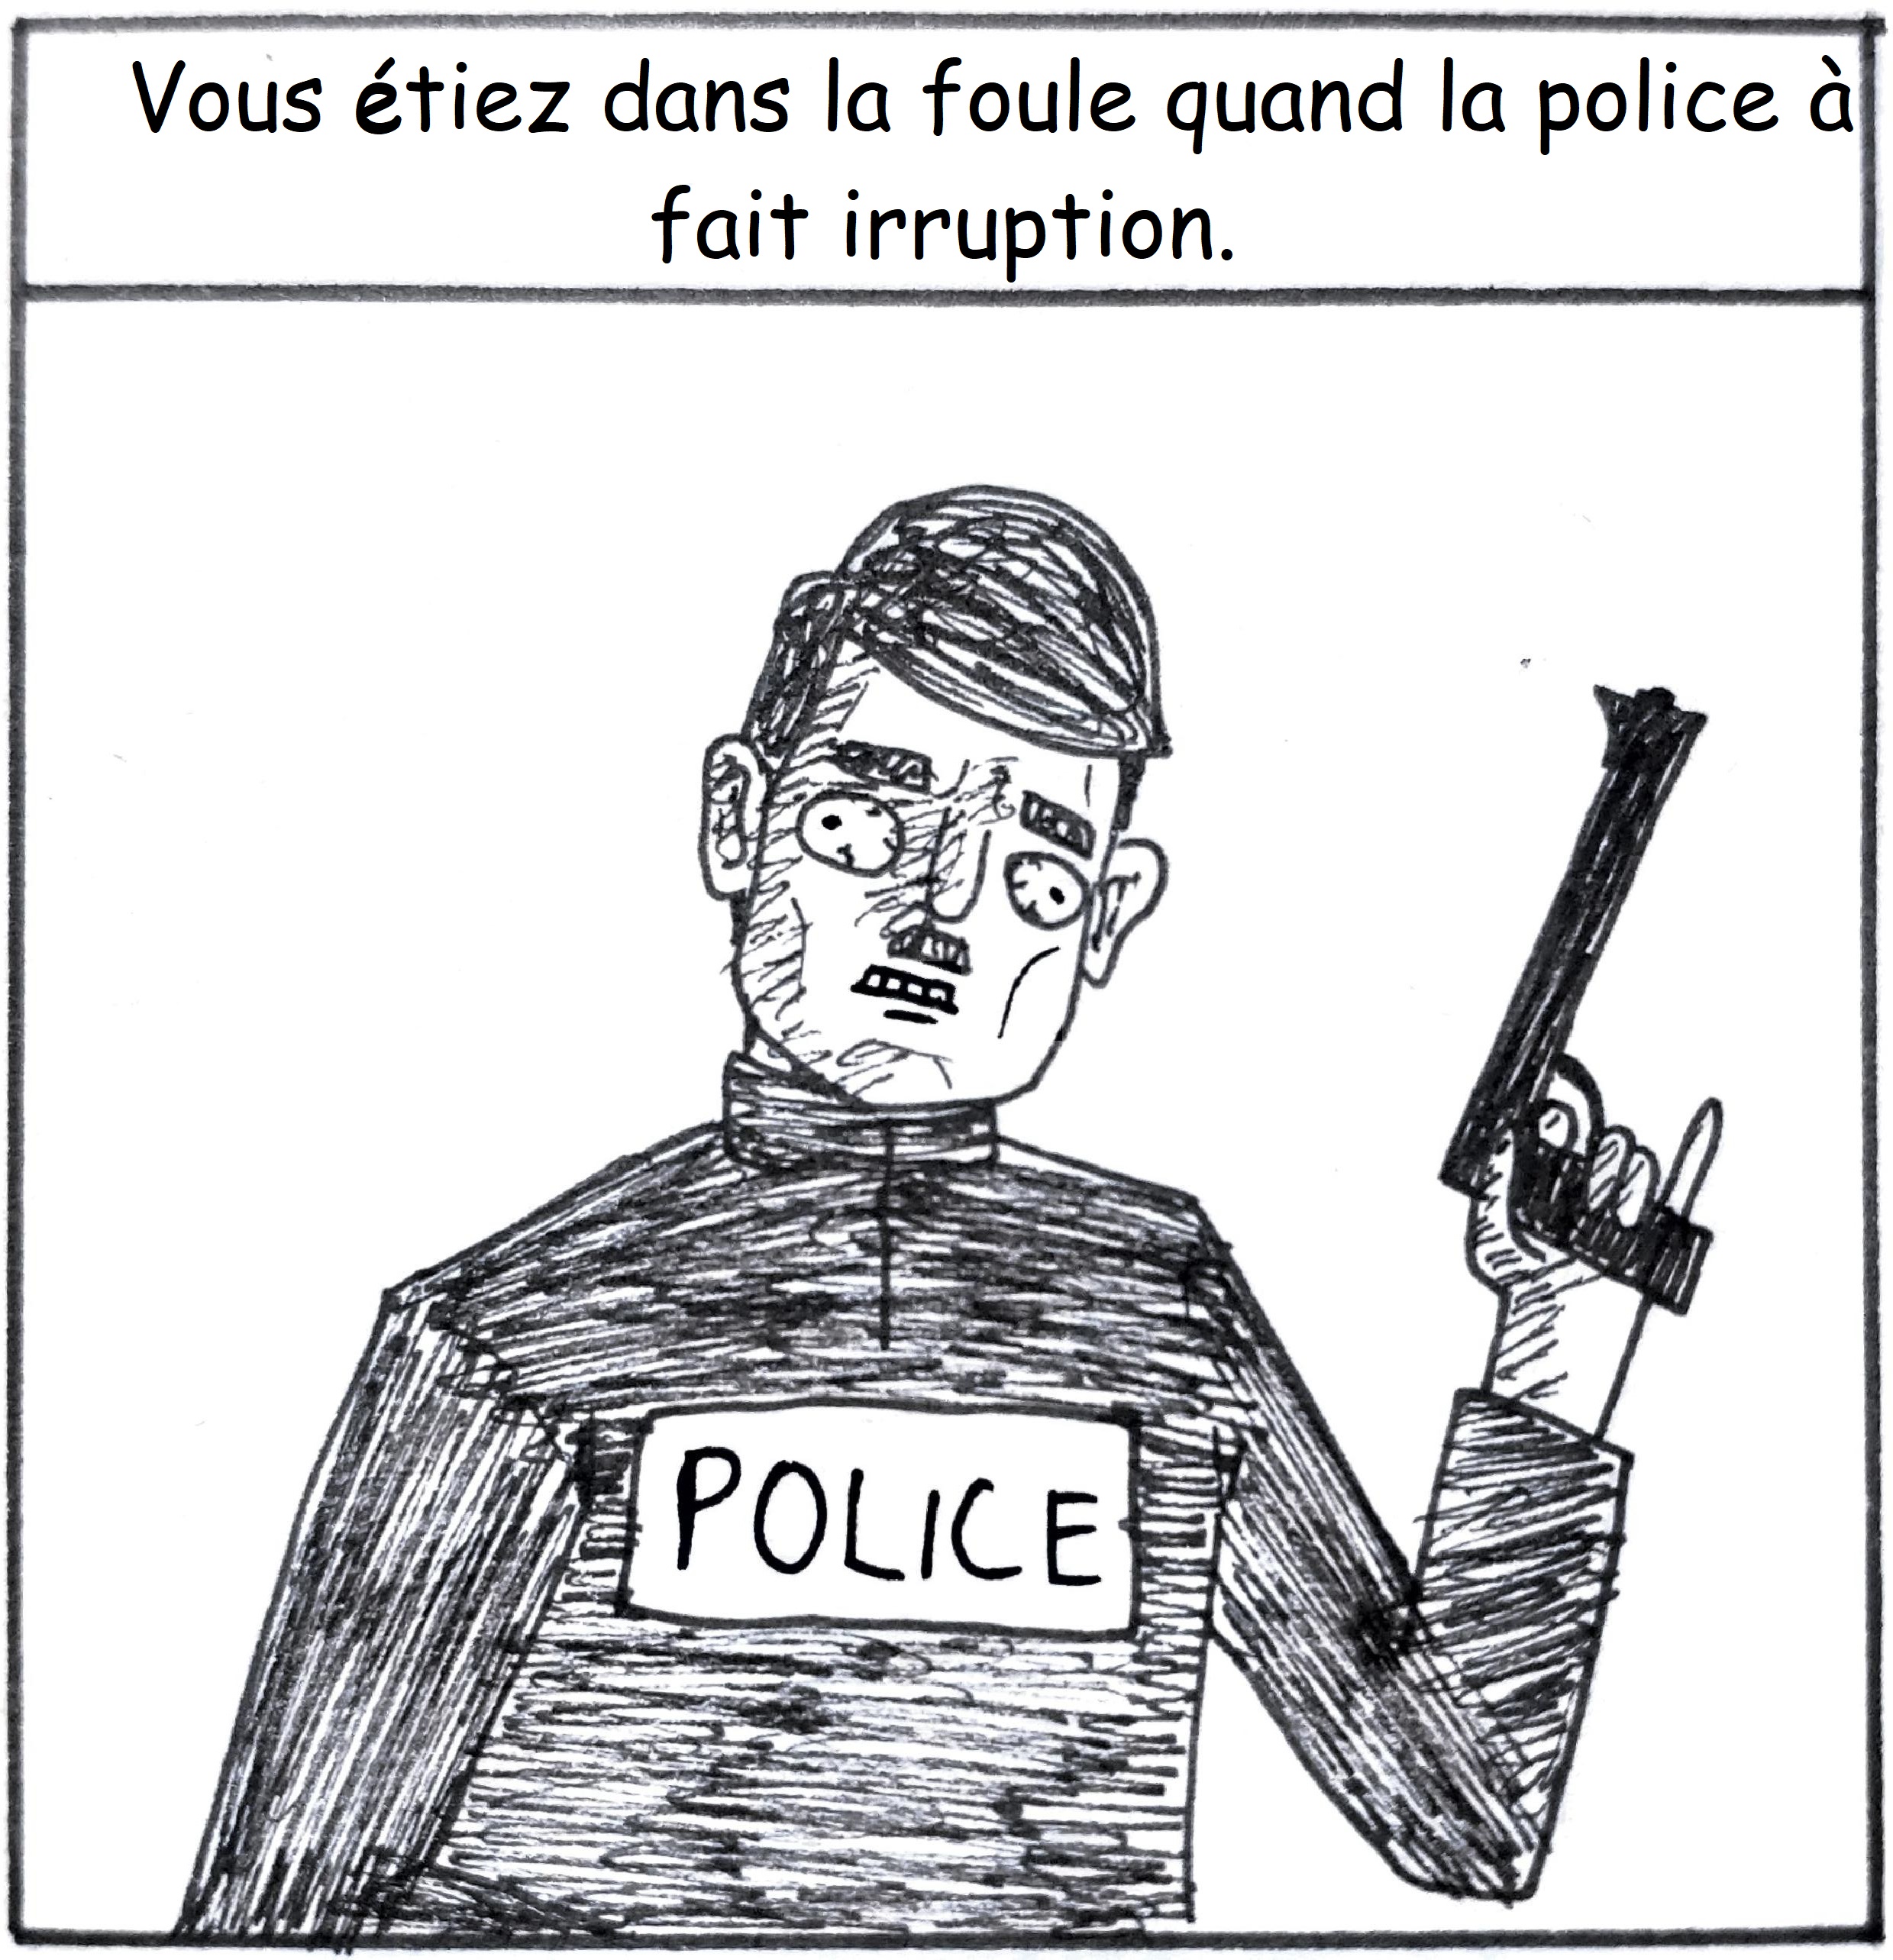 Vous étiez dans la foule quand la police à
fait irruption.
POLICE